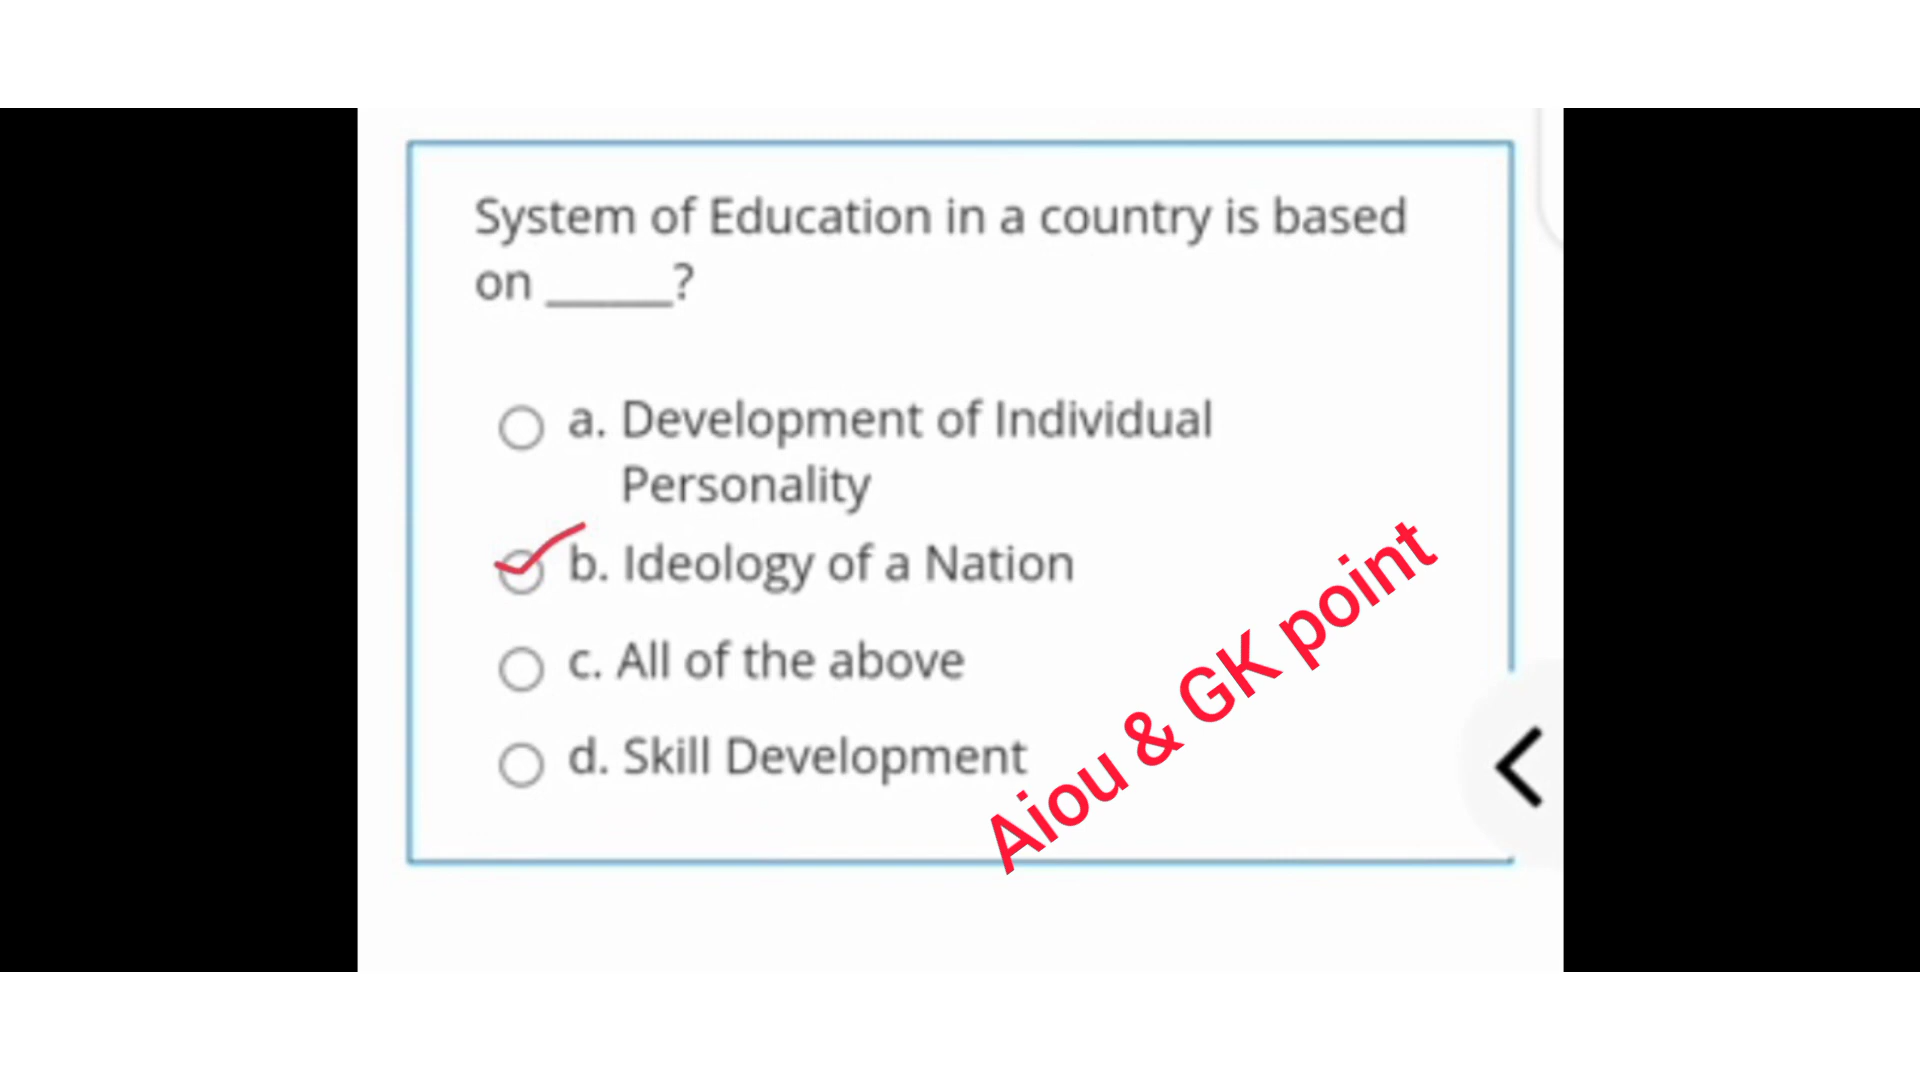 System of Education in a country is based
on _____?
a. Development of Individual
Personality
b. Ideology of a Nation
c. All of the above
d. Skill Development
Aiou & GK point